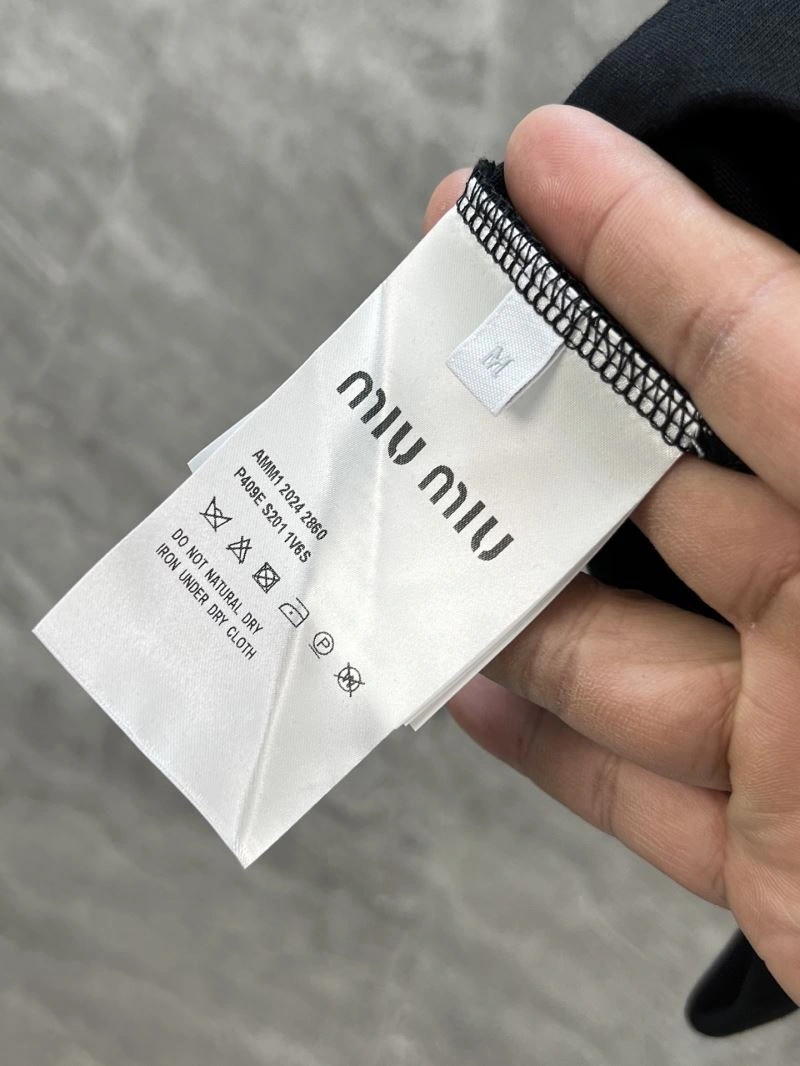 M
MIU MIU
AMM1 2024 2860
P409E S201 1V6S
P
W
DO NOT NATURAL DRY
IRON UNDER DRY CLOTH